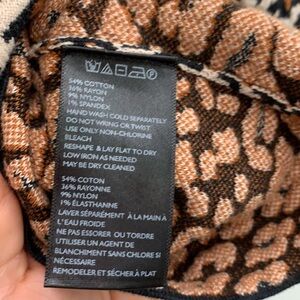 54% COTTON
36% RAYON
9% NYLON
1% SPANDEX
HAND WASH COLD SEPARATELY
DO NOT WRING OR TWIST
USE ONLY NON-CHLORINE
BLEACH
RESHAPE & LAY FLAT TO DRY
LOW IRON AS NEEDED
MAY BE DRY CLEANED
54% COTON
36% RAYONNE
9% NYLON
1% ÉLASTHANNE
LAVER SÉPARÉMENT À LA MAIN À
L'EAU FROIDE
NE PAS ESSORER OU TORDRE
UTILISER UN AGENT DE
BLANCHIMENT SANS CHLORE SI
NÉCESSAIRE
REMODELER ET SÉCHER À PLAT